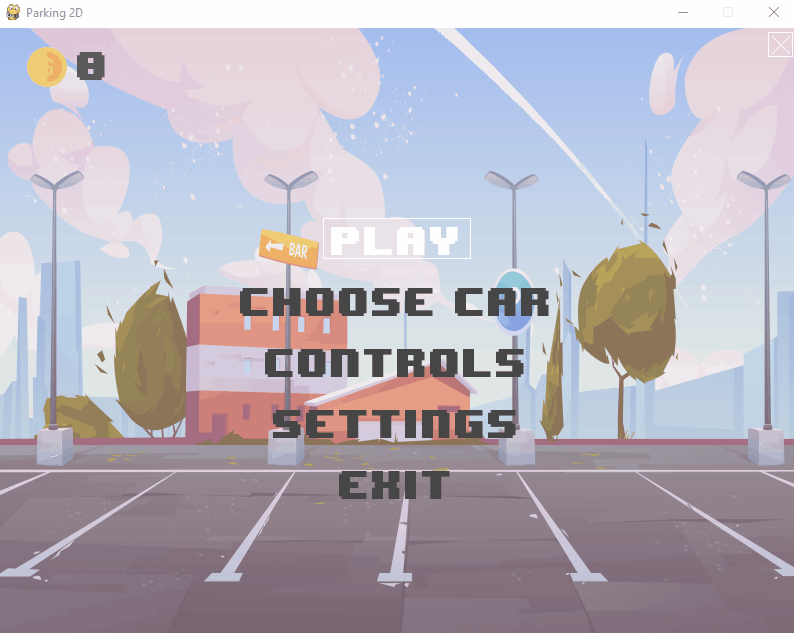 Parking 2D
8
BAR
PLAY
CHOOSE CAR
CONTROLS
SETTINGS
EXIT